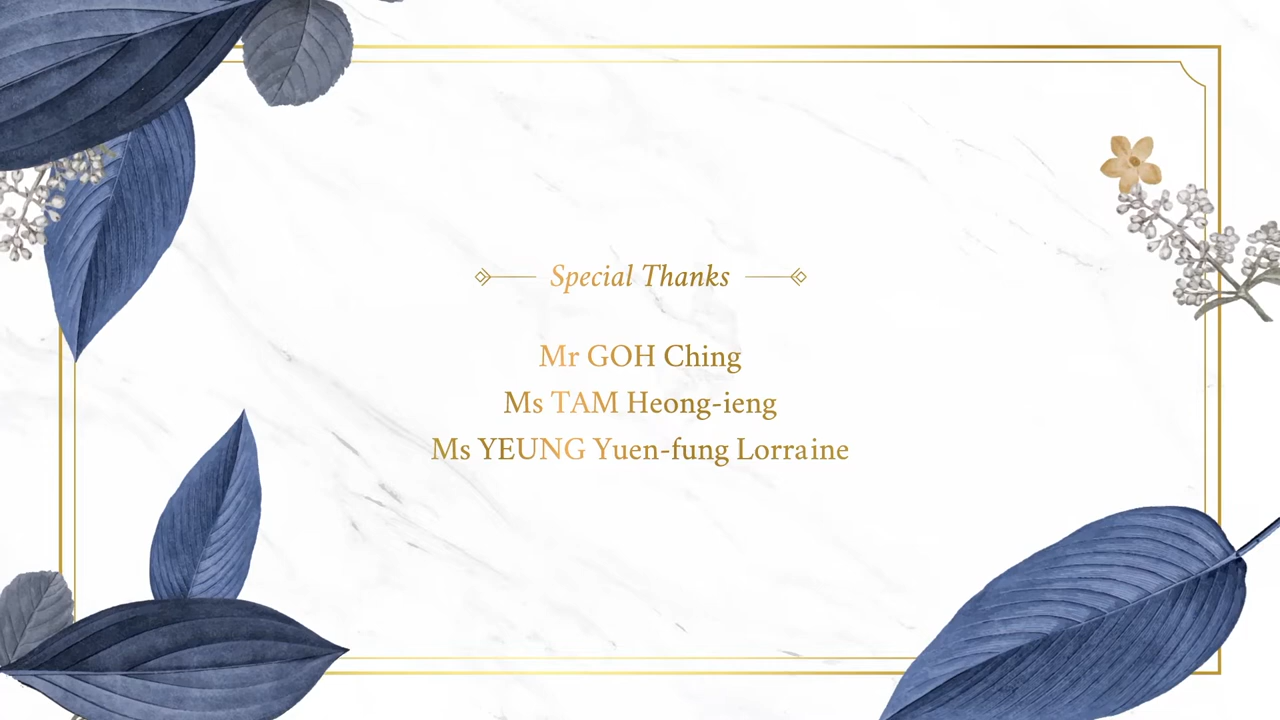 Special Thanks
Mr GOH Ching
Ms TAM Heong-ieng
Ms YEUNG Yuen-fung Lorraine